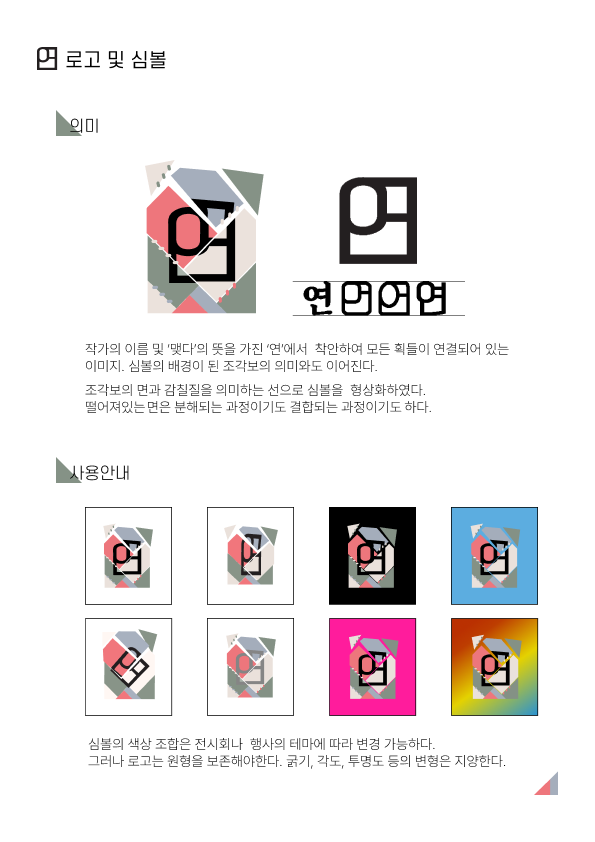 로고 및 심볼
의미
연
작가의 이름 및 '맺다'의 뜻을 가진 '연'에서 착안하여 모든 획들이 연결되어 있는
이미지. 심볼의 배경이 된 조각보의 의미와도 이어진다.
조각보의 면과 감칠질을 의미하는 선으로 심볼을 형상화하였다.
떨어져있는 면은 분해되는 과정이기도 결합되는 과정이기도 하다.
사용안내
심볼의 색상 조합은 전시회나 행사의 테마에 따라 변경 가능하다.
그러나 로고는 원형을 보존해야한다. 굵기, 각도, 투명도 등의 변형은 지양한다.